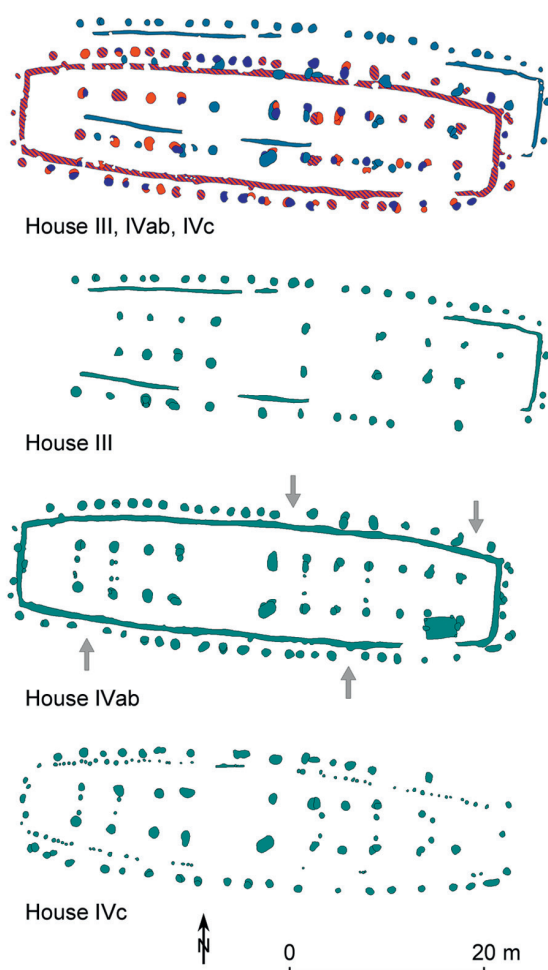 House III, IVab, IVc
House III
House IVab
House IVc
N
0 20 m